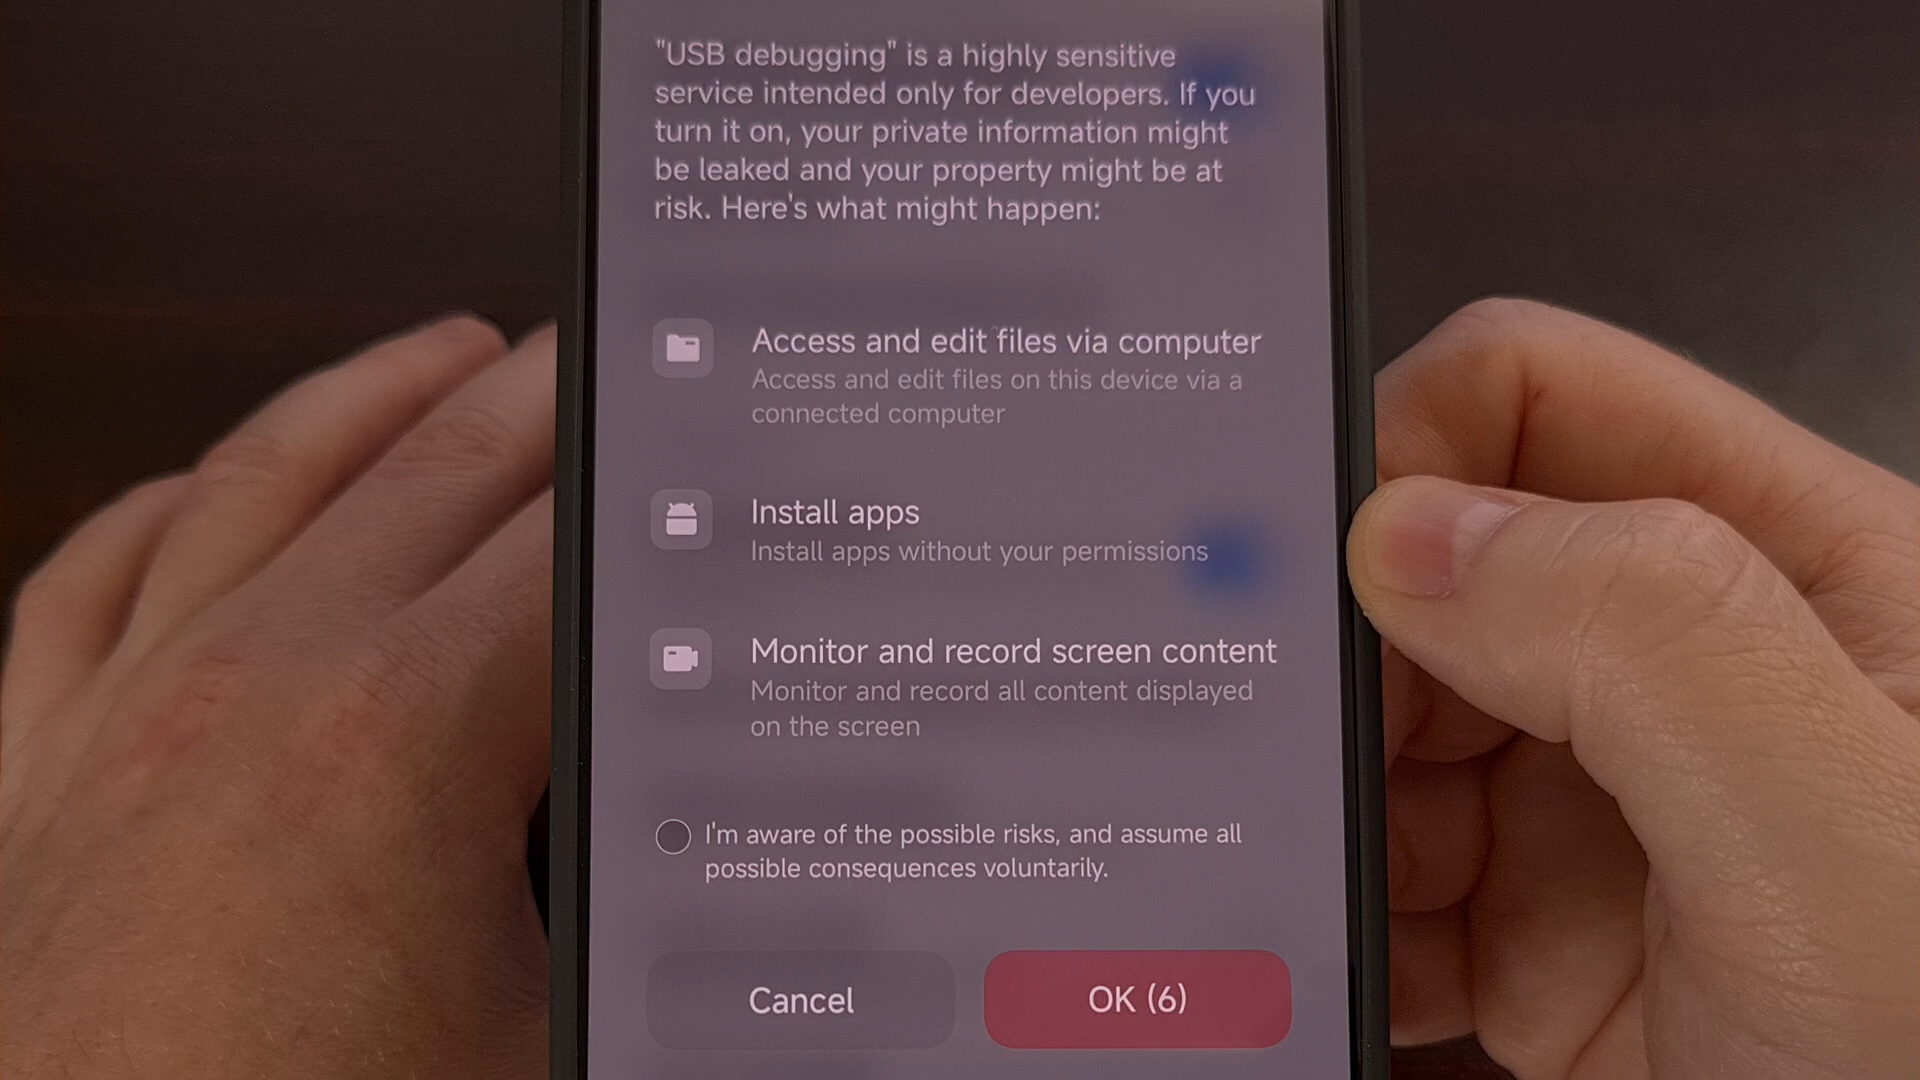 "USB debugging" is a highly sensitive
service intended only for developers. If you
turn it on, your private information might
be leaked and your property might be at
risk. Here's what might happen:
Access and edit files via computer
Access and edit files on this device via a
connected computer
Install apps
Install apps without your permissions
Monitor and record screen content
Monitor and record all content displayed
on the screen
I'm aware of the possible risks, and assume all
possible consequences voluntarily.
Cancel
OK (6)